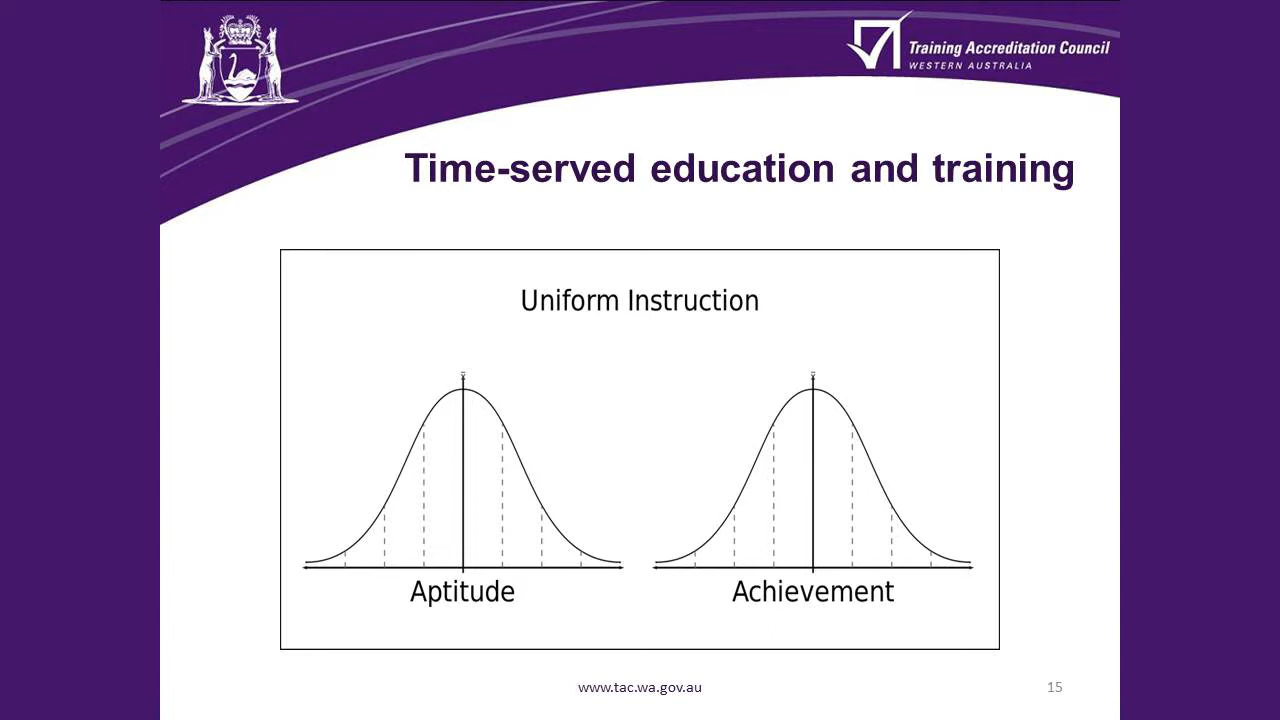 Training Accreditation Council
WESTERN AUSTRALIA
Time-served education and training
Uniform Instruction
Aptitude
Achievement
www.tac.wa.gov.au
15